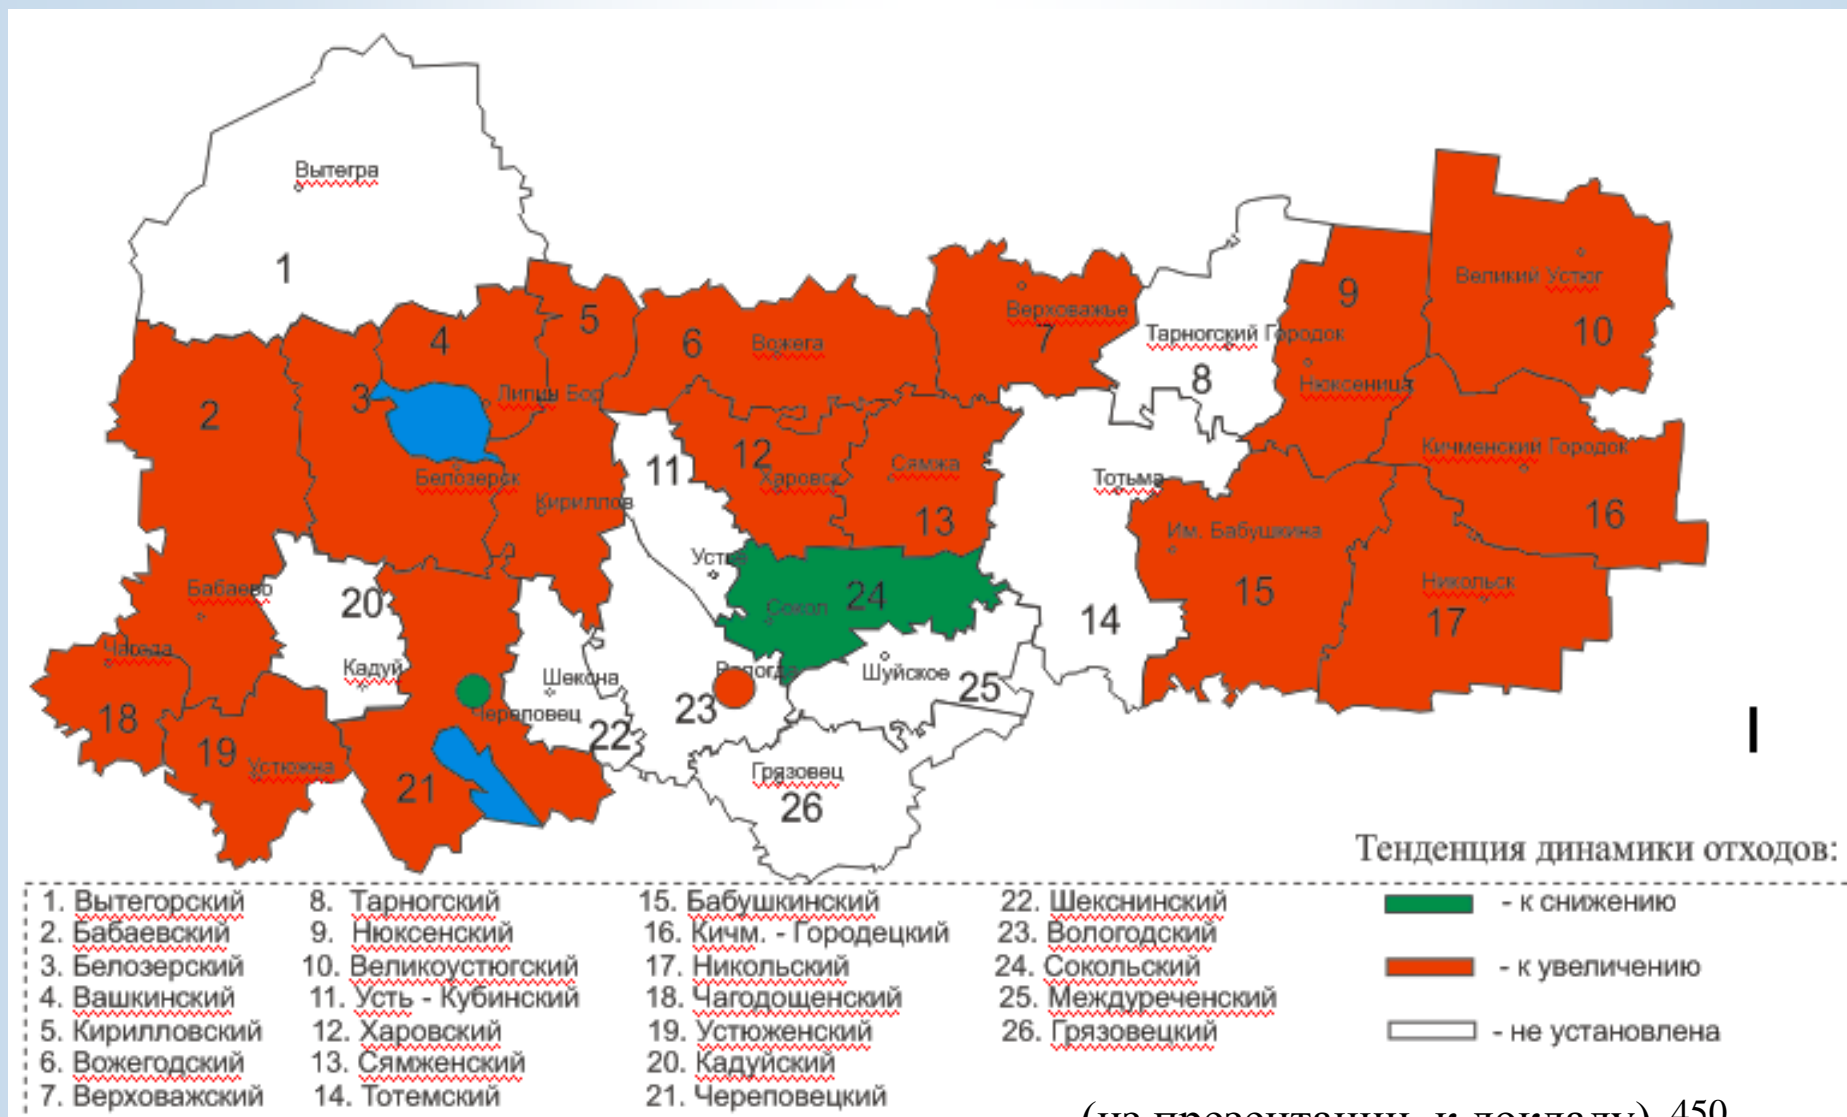 Вытегра
1
Великий Устюг
9
10
5
4
6
Вожега
Верховажье
7
Тарногский Городок
8
Нюксеница
2
3
Липин Бор
11
12
Харовск
Сямжа
13
Белозерск
Кириллов
Тотьма
Кичменский Городок
16
Им. Бабушкина
15
Никольск
17
14
Устье
24
Сокол
20
Бабаево
Чагода
Кадуй
Шексна
Вологда
Шуйское
25
18
Череповец
23
22
19
Устюжна
21
Грязовец
26
Тенденция динамики отходов:
1. Вытегорский 8. Тарногский 15. Бабушкинский 22. Шекснинский - к снижению
2. Бабаевский 9. Нюксенский 16. Кичм. - Городецкий 23. Вологодский
3. Белозерский 10. Великоустюгский 17. Никольский 24. Сокольский - к увеличению
4. Вашкинский 11. Усть - Кубинский 18. Чагодощенский 25. Междуреченский
5. Кирилловский 12. Харовский 19. Устюженский 26. Грязовецкий - не установлена
6. Вожегодский 13. Сямженский 20. Кадуйский
7. Верховажский 14. Тотемский 21. Череповецкий
(из презентации к докладу) 450